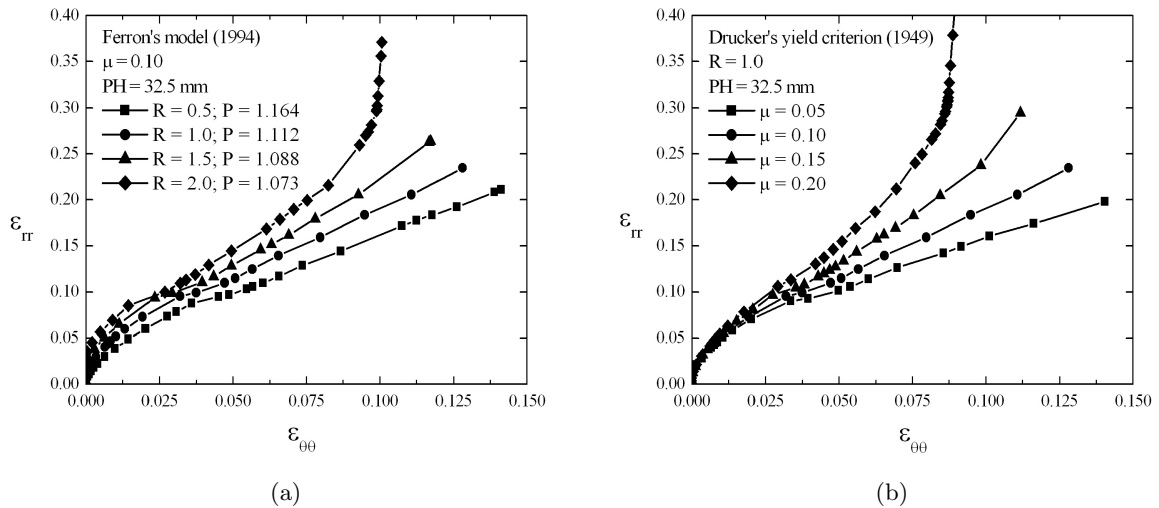 0.40
0.35
0.30
0.25
0.20
0.15
0.10
0.05
0.00
ε_rr
Ferron's model (1994)
μ = 0.10
PH = 32.5 mm
R = 0.5; P = 1.164
R = 1.0; P = 1.112
R = 1.5; P = 1.088
R = 2.0; P = 1.073
0.000 0.025 0.050 0.075 0.100 0.125 0.150
ε_θθ
(a)
0.40
0.35
0.30
0.25
0.20
0.15
0.10
0.05
0.00
ε_rr
Drucker's yield criterion (1949)
R = 1.0
PH = 32.5 mm
μ = 0.05
μ = 0.10
μ = 0.15
μ = 0.20
0.000 0.025 0.050 0.075 0.100 0.125 0.150
ε_θθ
(b)